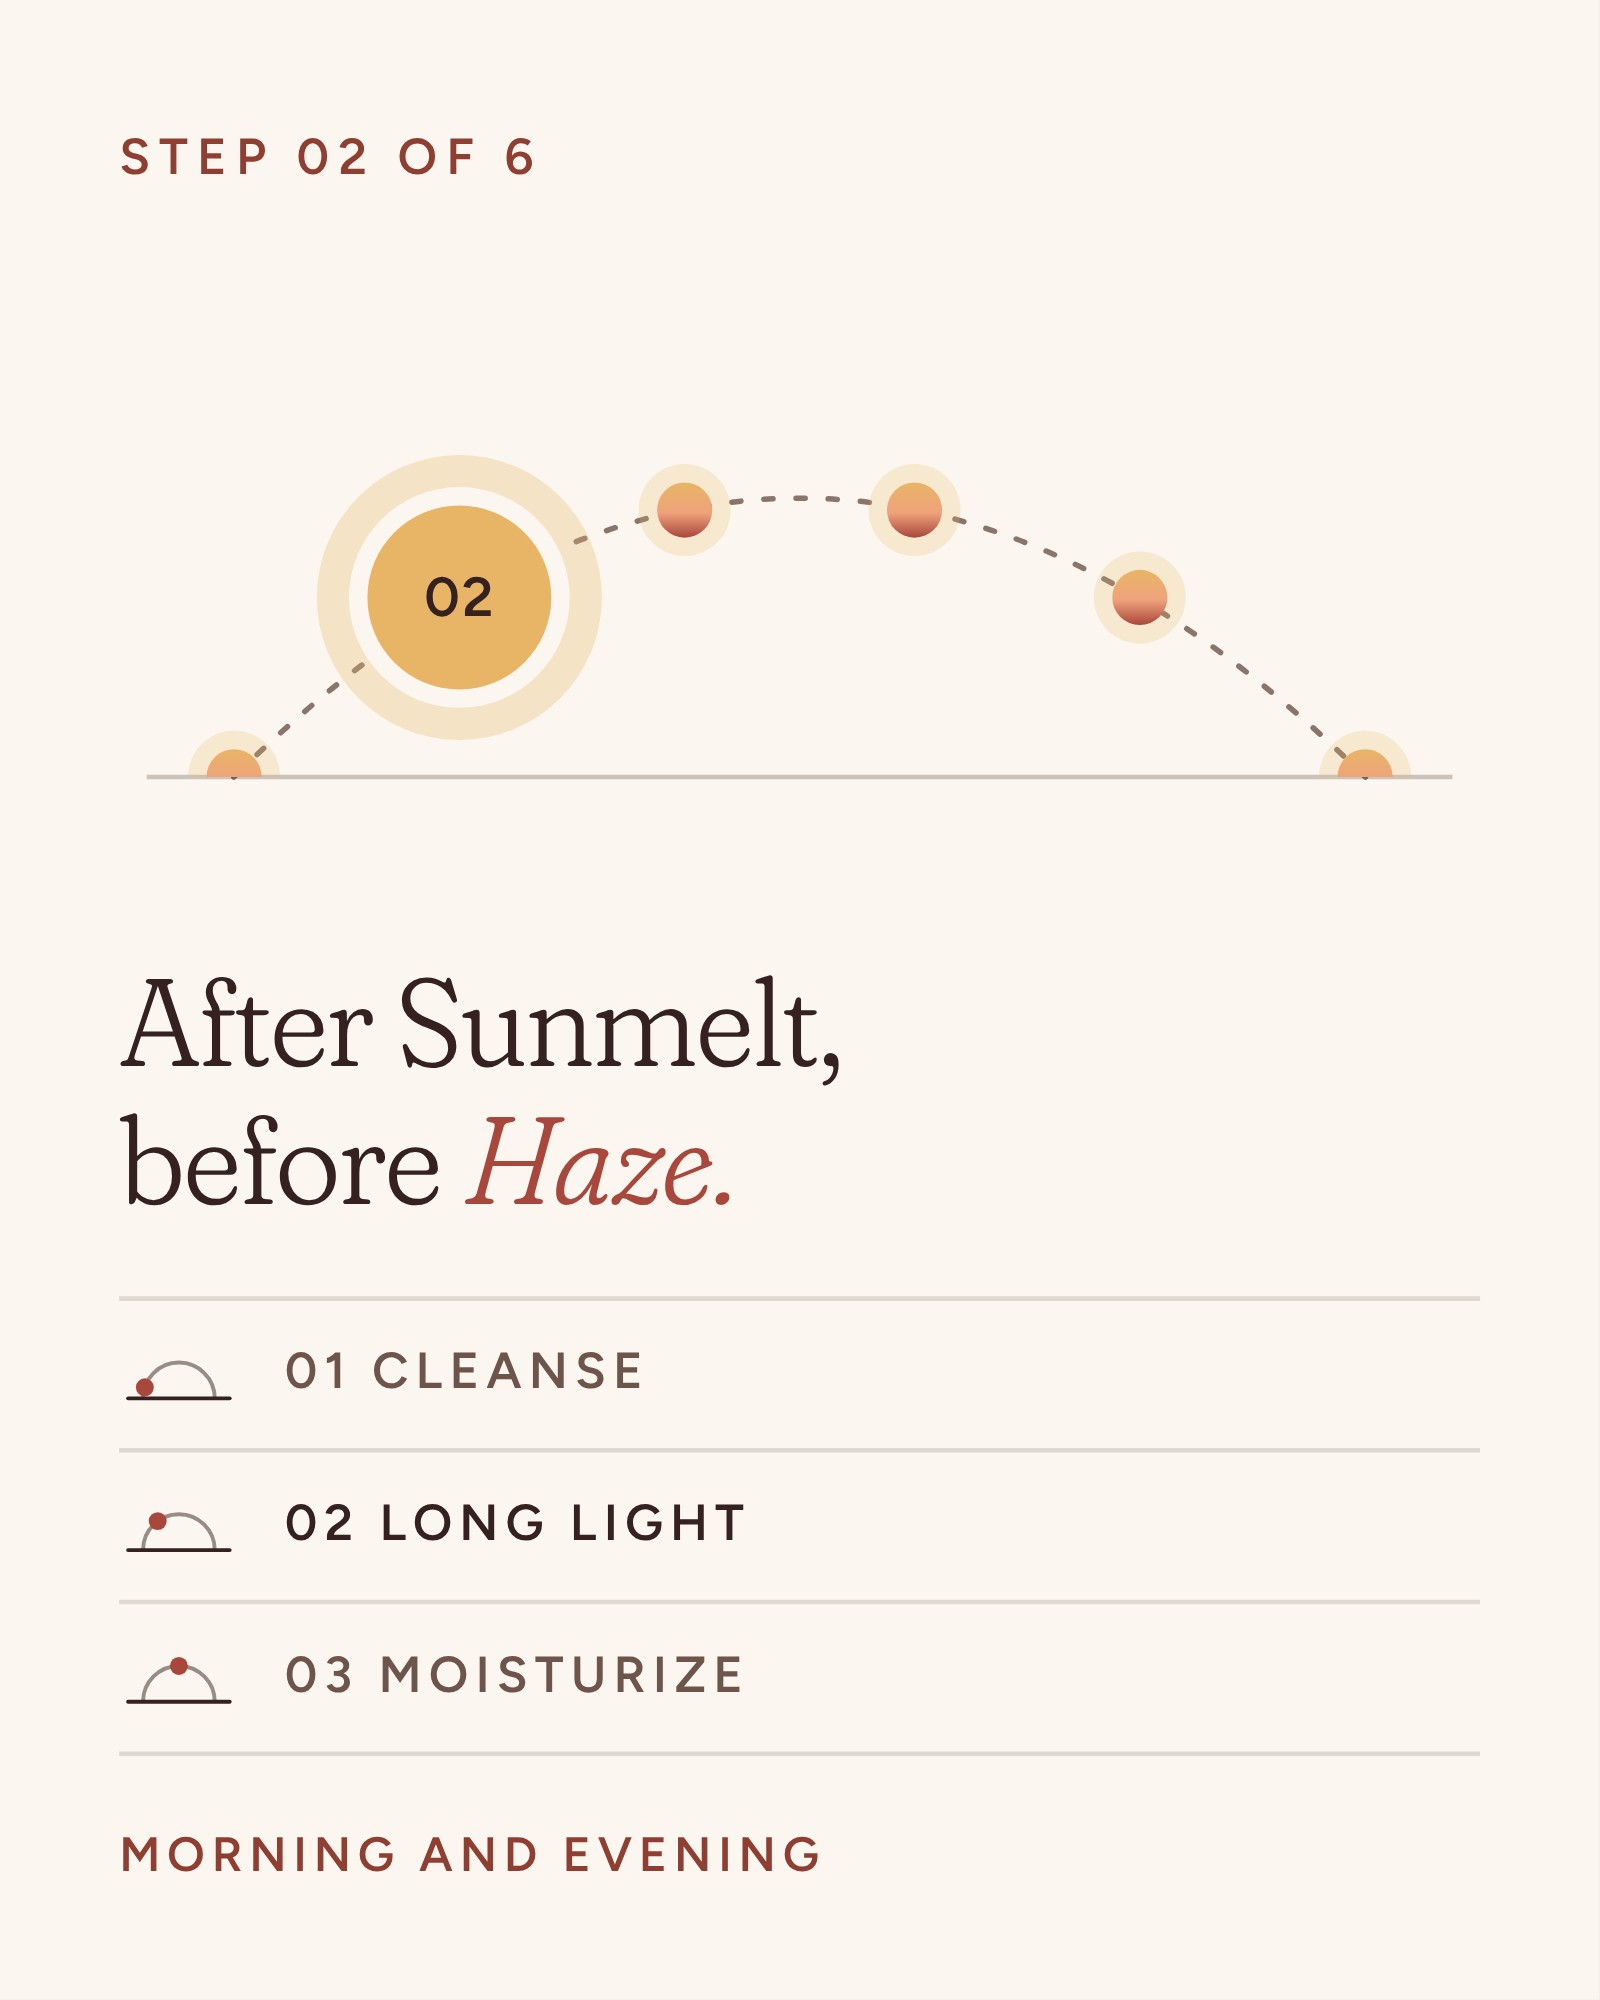 STEP 02 OF 6
02
After Sunmelt,
before Haze.
01 CLEANSE
02 LONG LIGHT
03 MOISTURIZE
MORNING AND EVENING